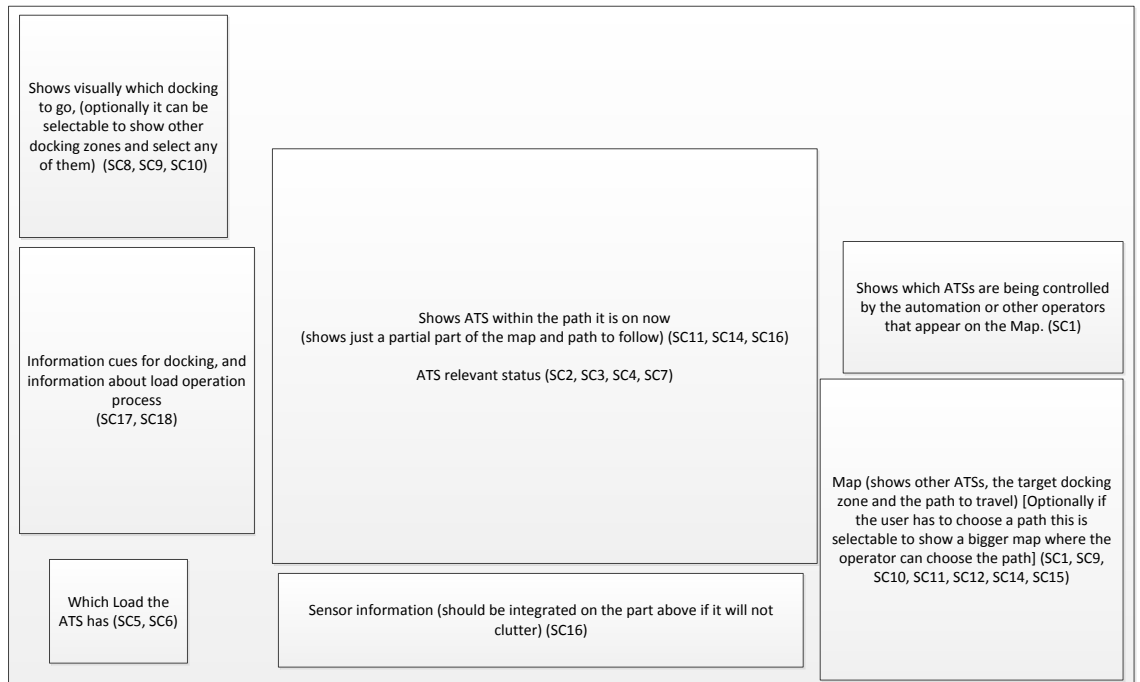 Shows visually which docking
to go, (optionally it can be
selectable to show other
docking zones and select any
of them)  (SC8, SC9, SC10)
Information cues for docking, and
information about load operation
process
(SC17, SC18)
Which Load the
ATS has (SC5, SC6)
Shows ATS within the path it is on now
(shows just a partial part of the map and path to follow) (SC11, SC14, SC16)
ATS relevant status (SC2, SC3, SC4, SC7)
Sensor information (should be integrated on the part above if it will not
clutter) (SC16)
Shows which ATSs are being controlled
by the automation or other operators
that appear on the Map. (SC1)
Map (shows other ATSs, the target docking
zone and the path to travel) [Optionally if
the user has to choose a path this is
selectable to show a bigger map where the
operator can choose the path] (SC1, SC9,
SC10, SC11, SC12, SC14, SC15)